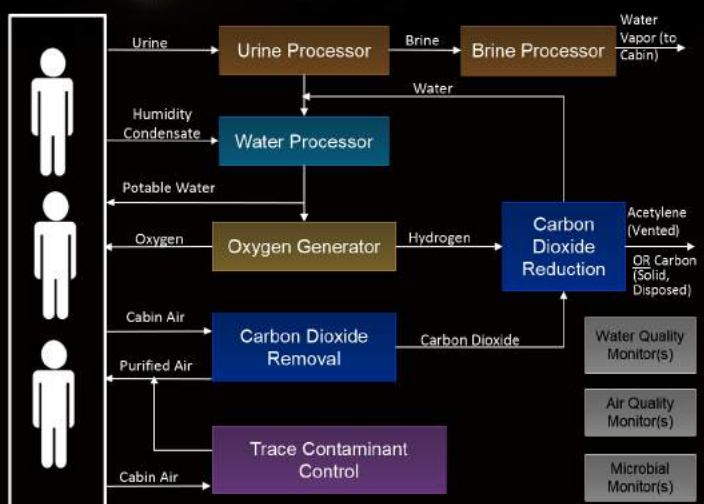 Urine
Urine Processor
Brine
Brine Processor
Water
Vapor (to
Cabin)
Water
Humidity
Condensate
Water Processor
Potable Water
Oxygen
Oxygen Generator
Hydrogen
Carbon
Dioxide
Reduction
Acetylene
(Vented)
OR Carbon
(Solid,
Disposed)
Cabin Air
Carbon Dioxide
Removal
Carbon Dioxide
Purified Air
Water Quality
Monitor(s)
Air Quality
Monitor(s)
Trace Contaminant
Control
Cabin Air
Microbial
Monitor(s)